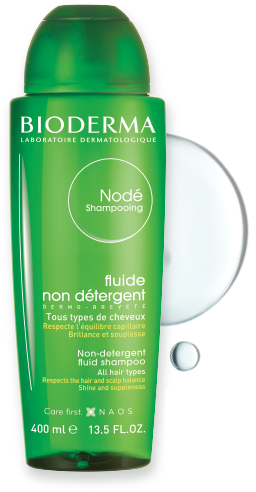 BIODERMA
LABORATOIRE DERMATOLOGIQUE
Nodé
Shampooing
fluide
non détergent
DERMO-BREVETÉ
Tous types de cheveux
Respecte l'équilibre capillaire
Brillance et souplesse
Non-detergent
fluid shampoo
All hair types
Respects the hair and scalp balance
Shine and suppleness
Care first. NAOS
400 ml e 13.5 FL.OZ.